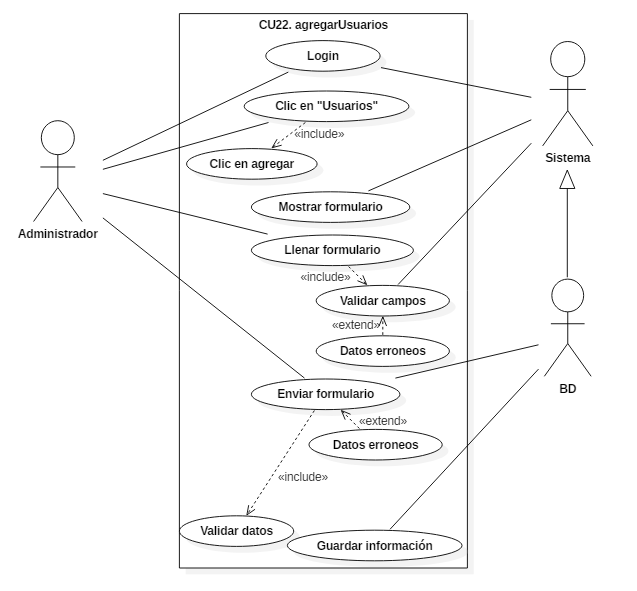 CU22. agregarUsuarios
Login
Clic en "Usuarios"
«include»
Clic en agregar
Sistema
Mostrar formulario
Administrador
Llenar formulario
«include»
Validar campos
«extend»
Datos erroneos
BD
Enviar formulario
«extend»
Datos erroneos
«include»
Validar datos
Guardar información